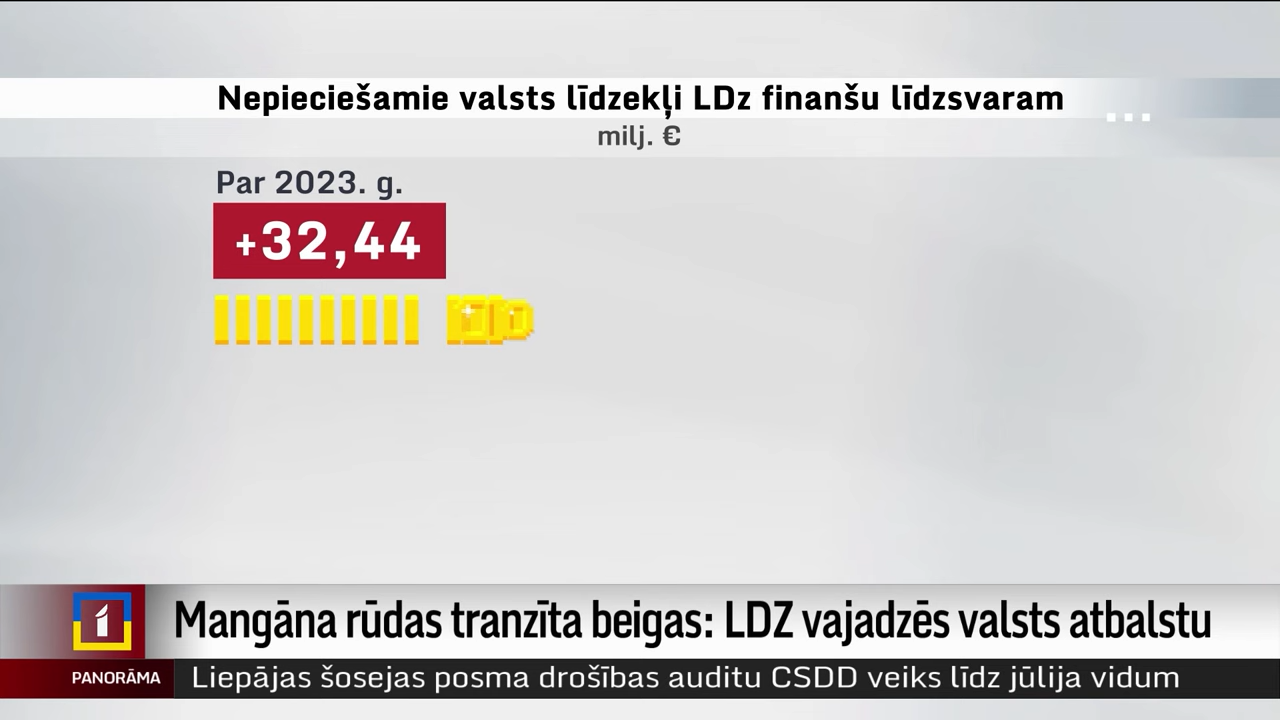 Nepieciešamie valsts līdzekļi LDz finanšu līdzsvaram
...
milj. €
Par 2023. g.
+32,44
1
Mangāna rūdas tranzīta beigas: LDZ vajadzēs valsts atbalstu
PANORĀMA
Liepājas šosejas posma drošības auditu CSDD veiks līdz jūlija vidum